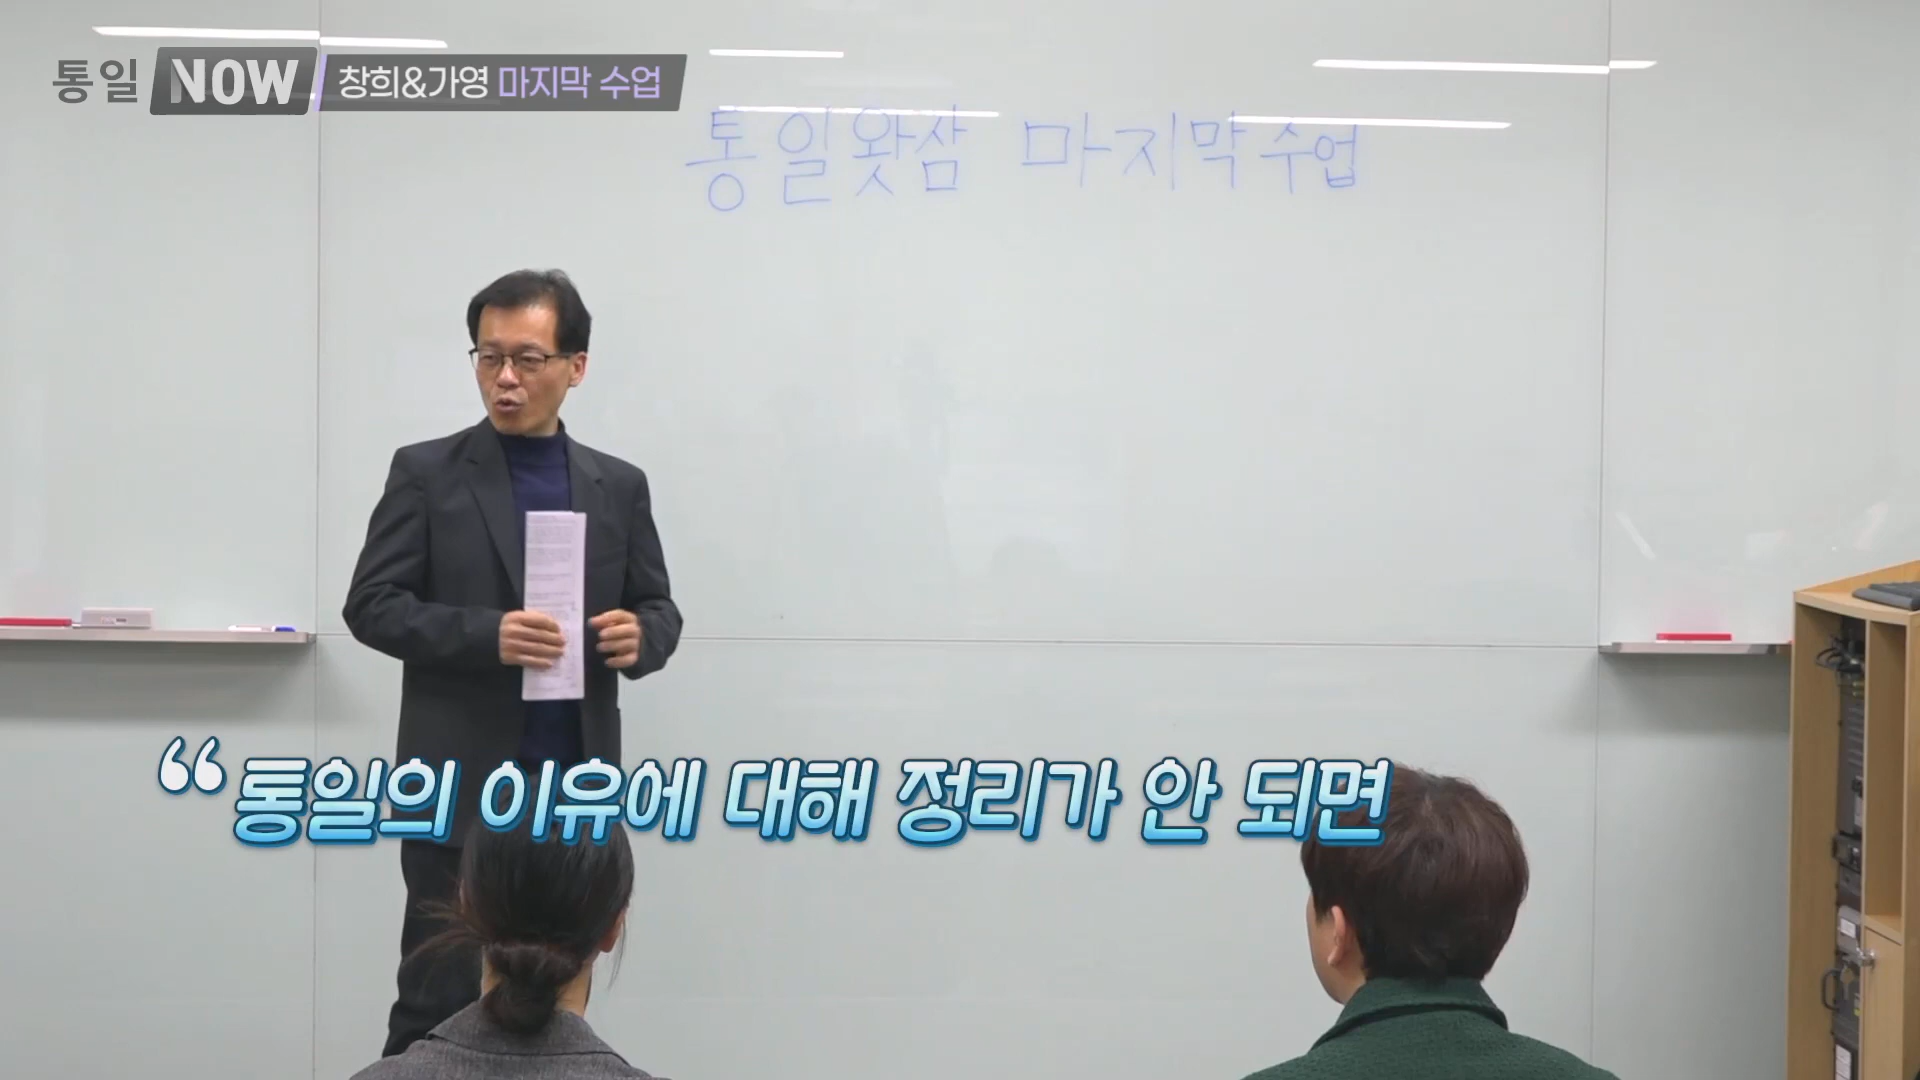 통일 NOW 창희&가영 마지막 수업
통일왓삼 마지막수업
“통일의 이유에 대해 정리가 안 되면